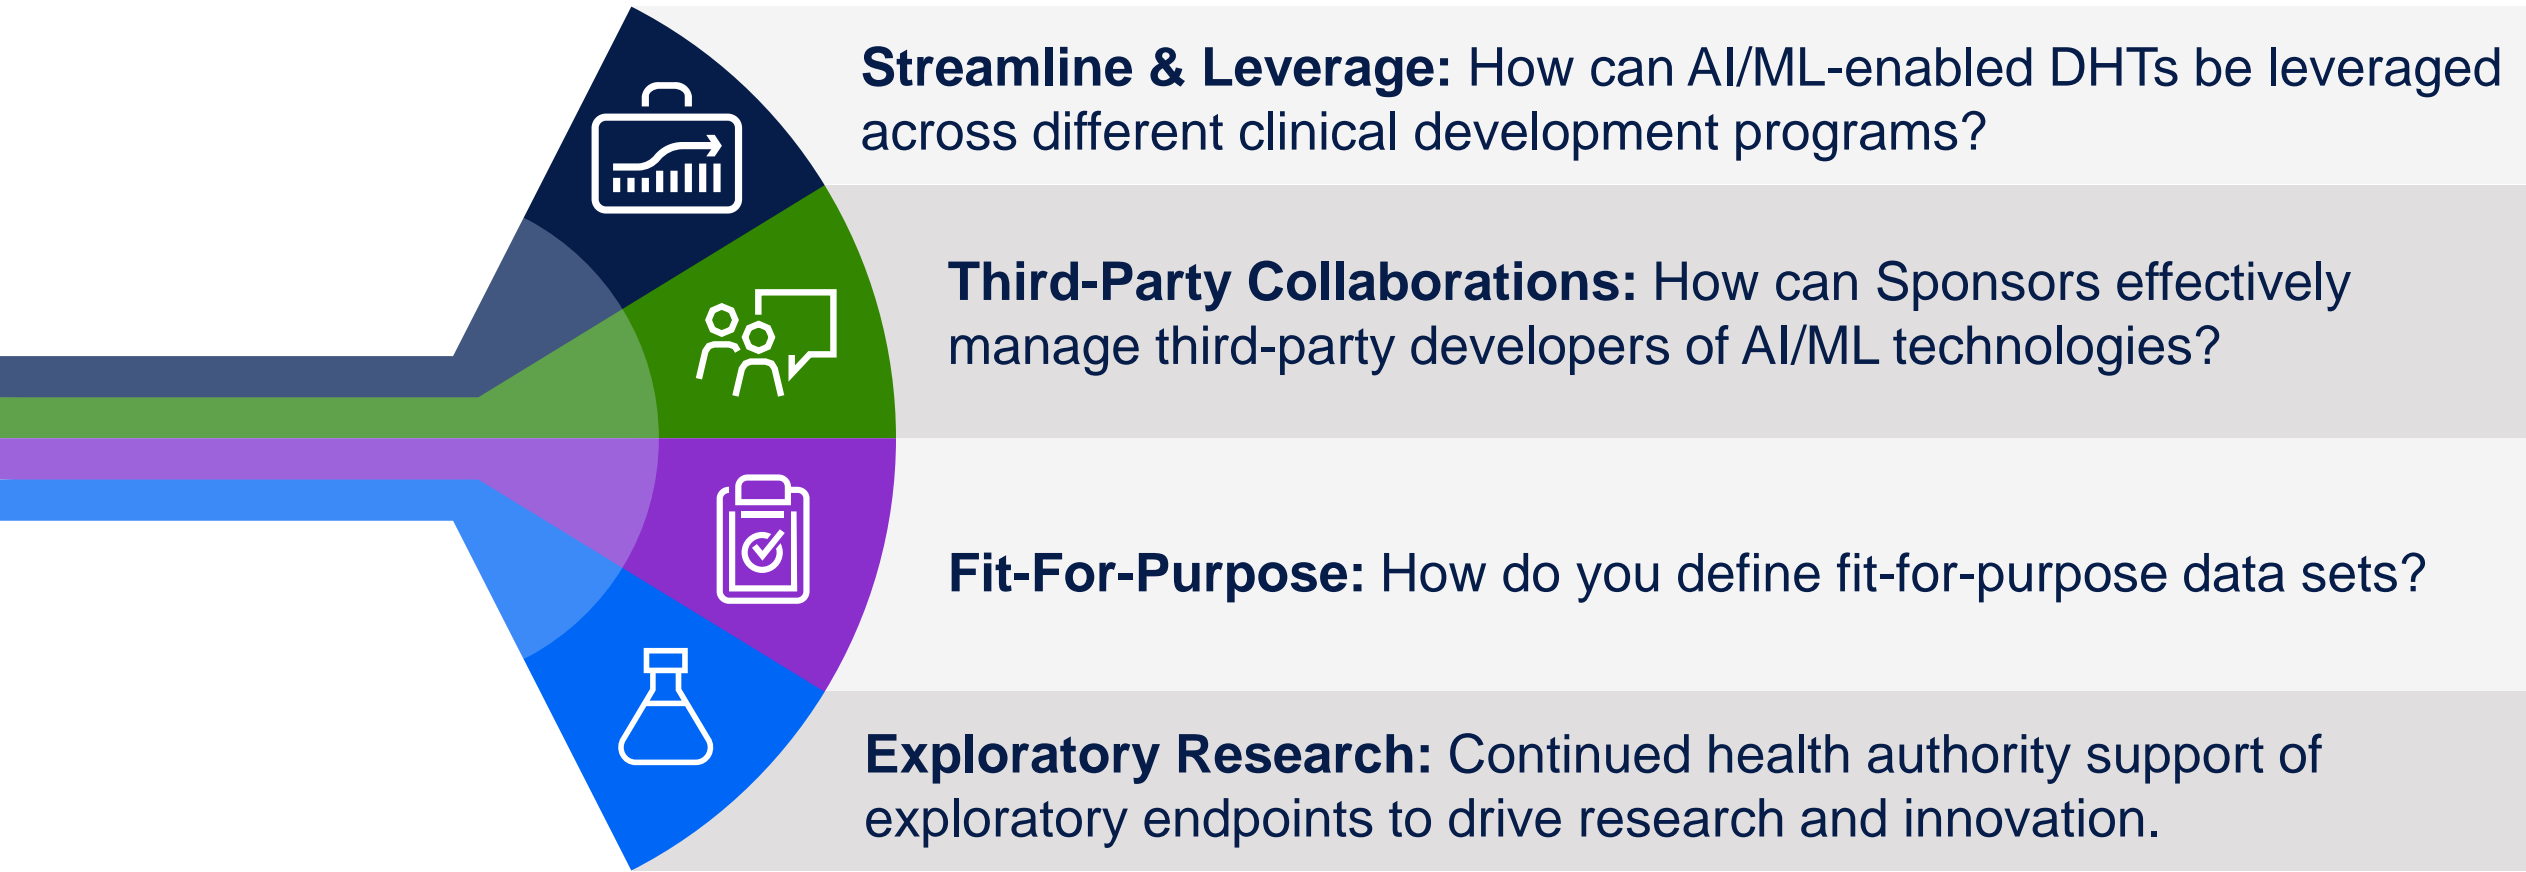 Streamline & Leverage: How can AI/ML-enabled DHTs be leveraged
across different clinical development programs?
Third-Party Collaborations: How can Sponsors effectively
manage third-party developers of AI/ML technologies?
Fit-For-Purpose: How do you define fit-for-purpose data sets?
Exploratory Research: Continued health authority support of
exploratory endpoints to drive research and innovation.